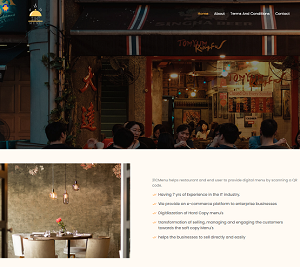 Home About Terms And Conditions Contact
SINGHA BEER
helps restaurant and end user to provide digital menu by scanning a QR
code.
Having 7 yrs of Experience in the IT Industry.
We provide an e-commerce platform to enterprise businesses
Digitalization of Hard Copy menu's
Transformation of selling, managing and engaging the customers
towards the soft copy Menu's
helps the businesses to sell directly and easily